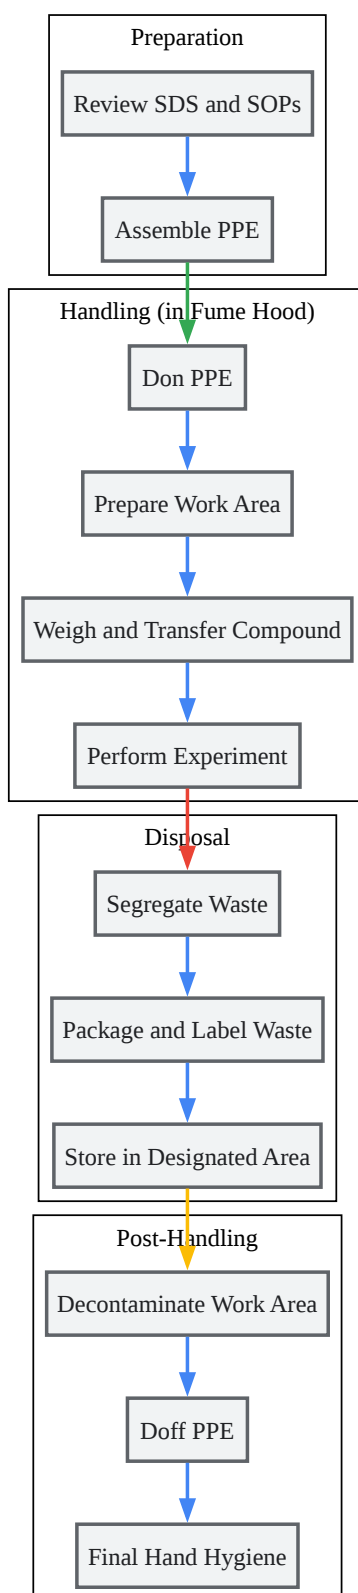 Preparation
Review SDS and SOPs
Assemble PPE
Handling (in Fume Hood)
Don PPE
Prepare Work Area
Weigh and Transfer Compound
Perform Experiment
Disposal
Segregate Waste
Package and Label Waste
Store in Designated Area
Post-Handling
Decontaminate Work Area
Doff PPE
Final Hand Hygiene